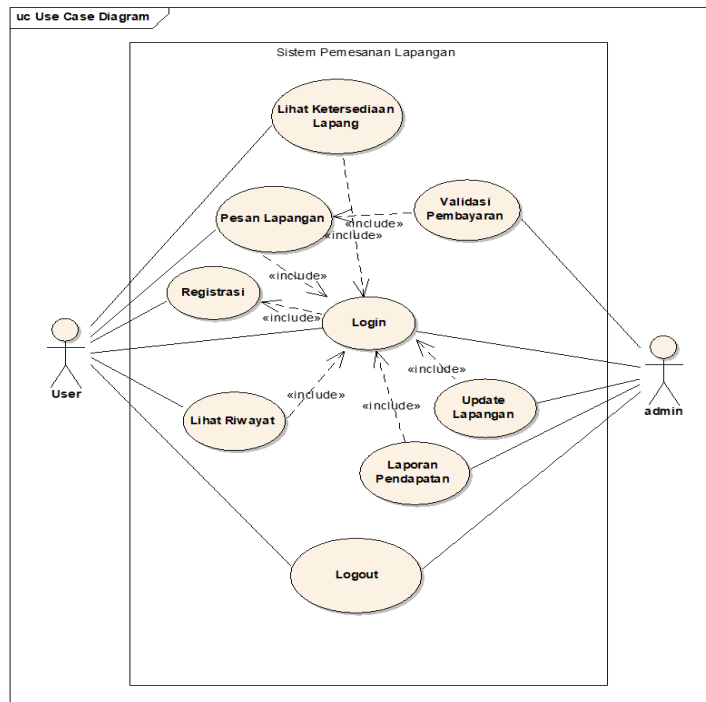 uc Use Case Diagram
Sistem Pemesanan Lapangan
Lihat Ketersediaan
Lapang
Pesan Lapangan
Validasi
Pembayaran
«include»
«include»
«include»
Registrasi
«include»
Login
User
admin
Lihat Riwayat
«include»
«include»
«include»
Update
Lapangan
Laporan
Pendapatan
Logout